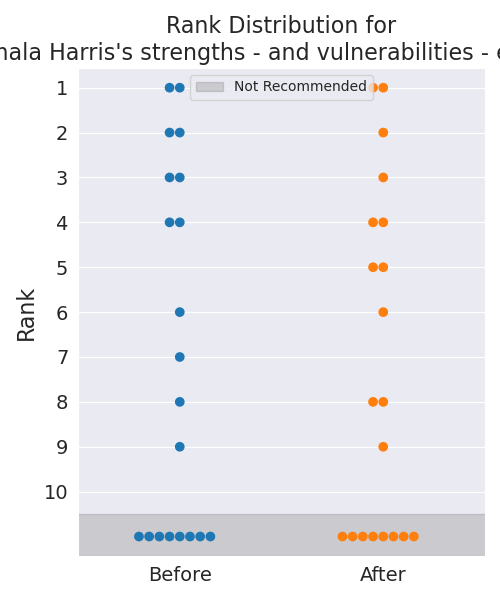 Rank Distribution for
Harris's strengths - and vulnerabilities -
Not Recommended
1
2
3
4
5
6
7
8
9
10
Rank
Before
After